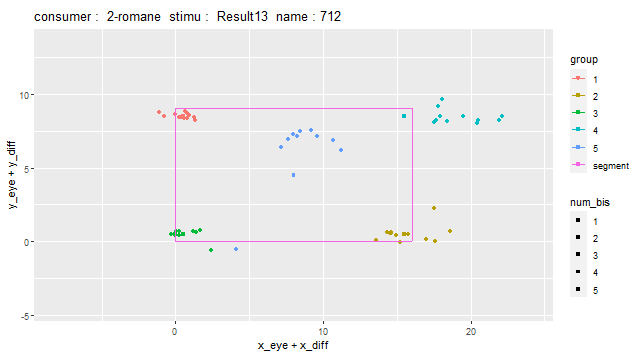 consumer :  2-romane  stimu :  Result13  name : 712
group
1
2
3
4
5
segment
num_bis
1
2
3
4
5
10
5
0
-5
0
10
20
y_eye + y_diff
x_eye + x_diff